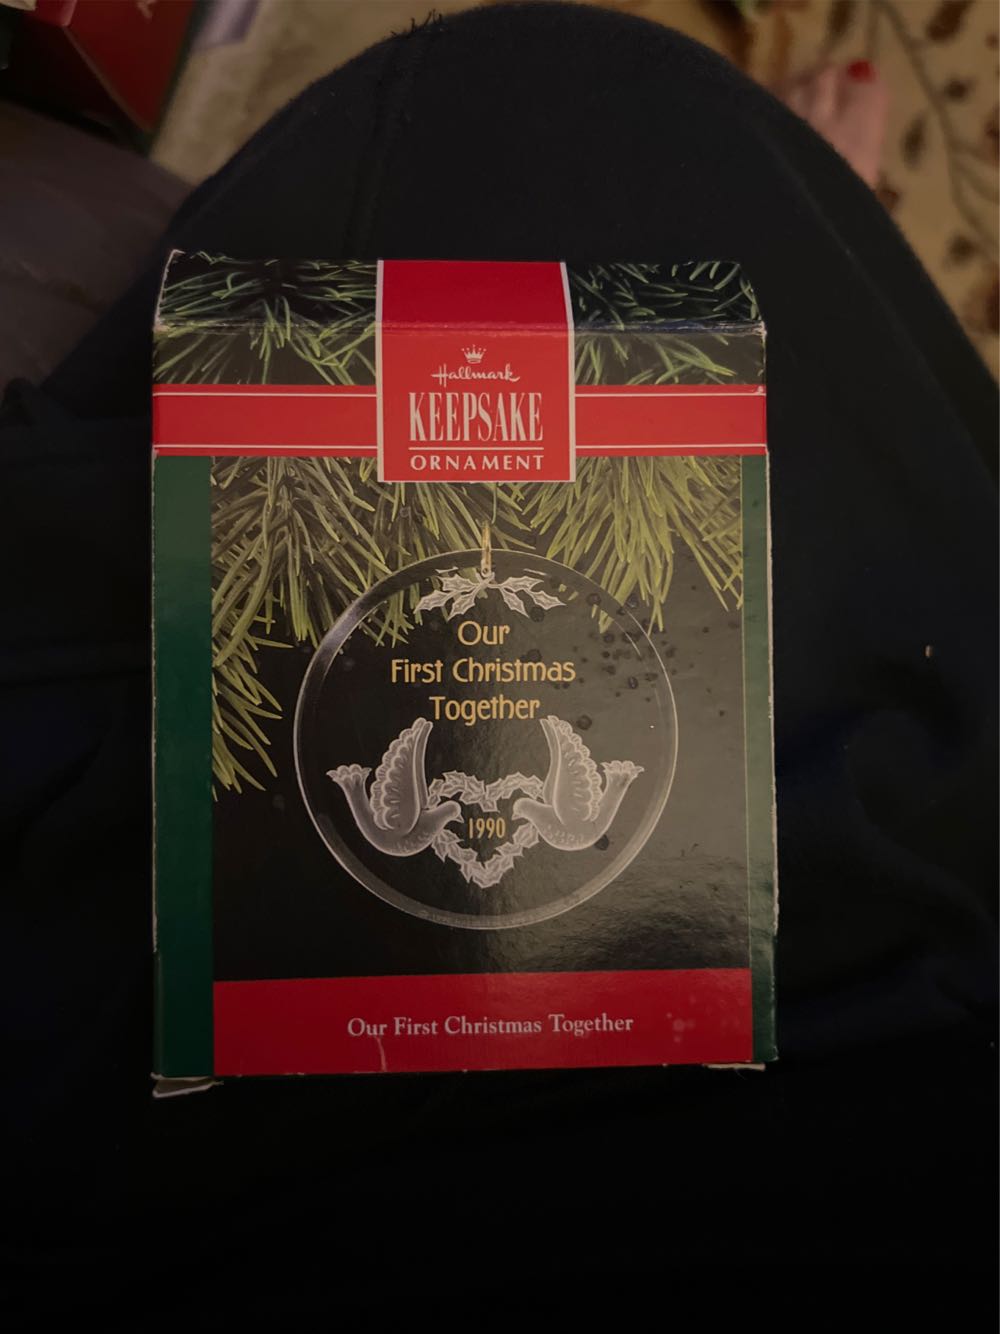 Hallmark
KEEPSAKE
ORNAMENT
Our
First Christmas
Together
1990
Our First Christmas Together